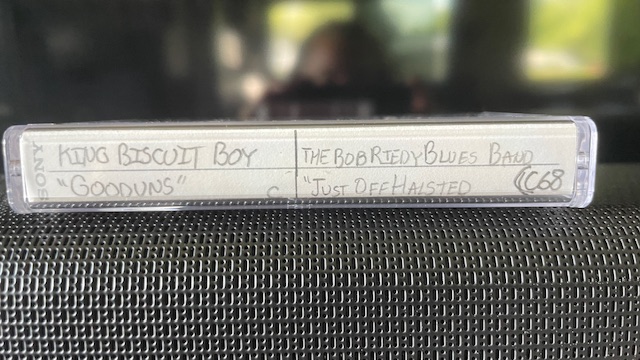 SONY
KING BISCUIT BOY
"GOODUNS"
C
THE BOB RIEDY BLUES BAND
"JUST OFF HALSTED
C68